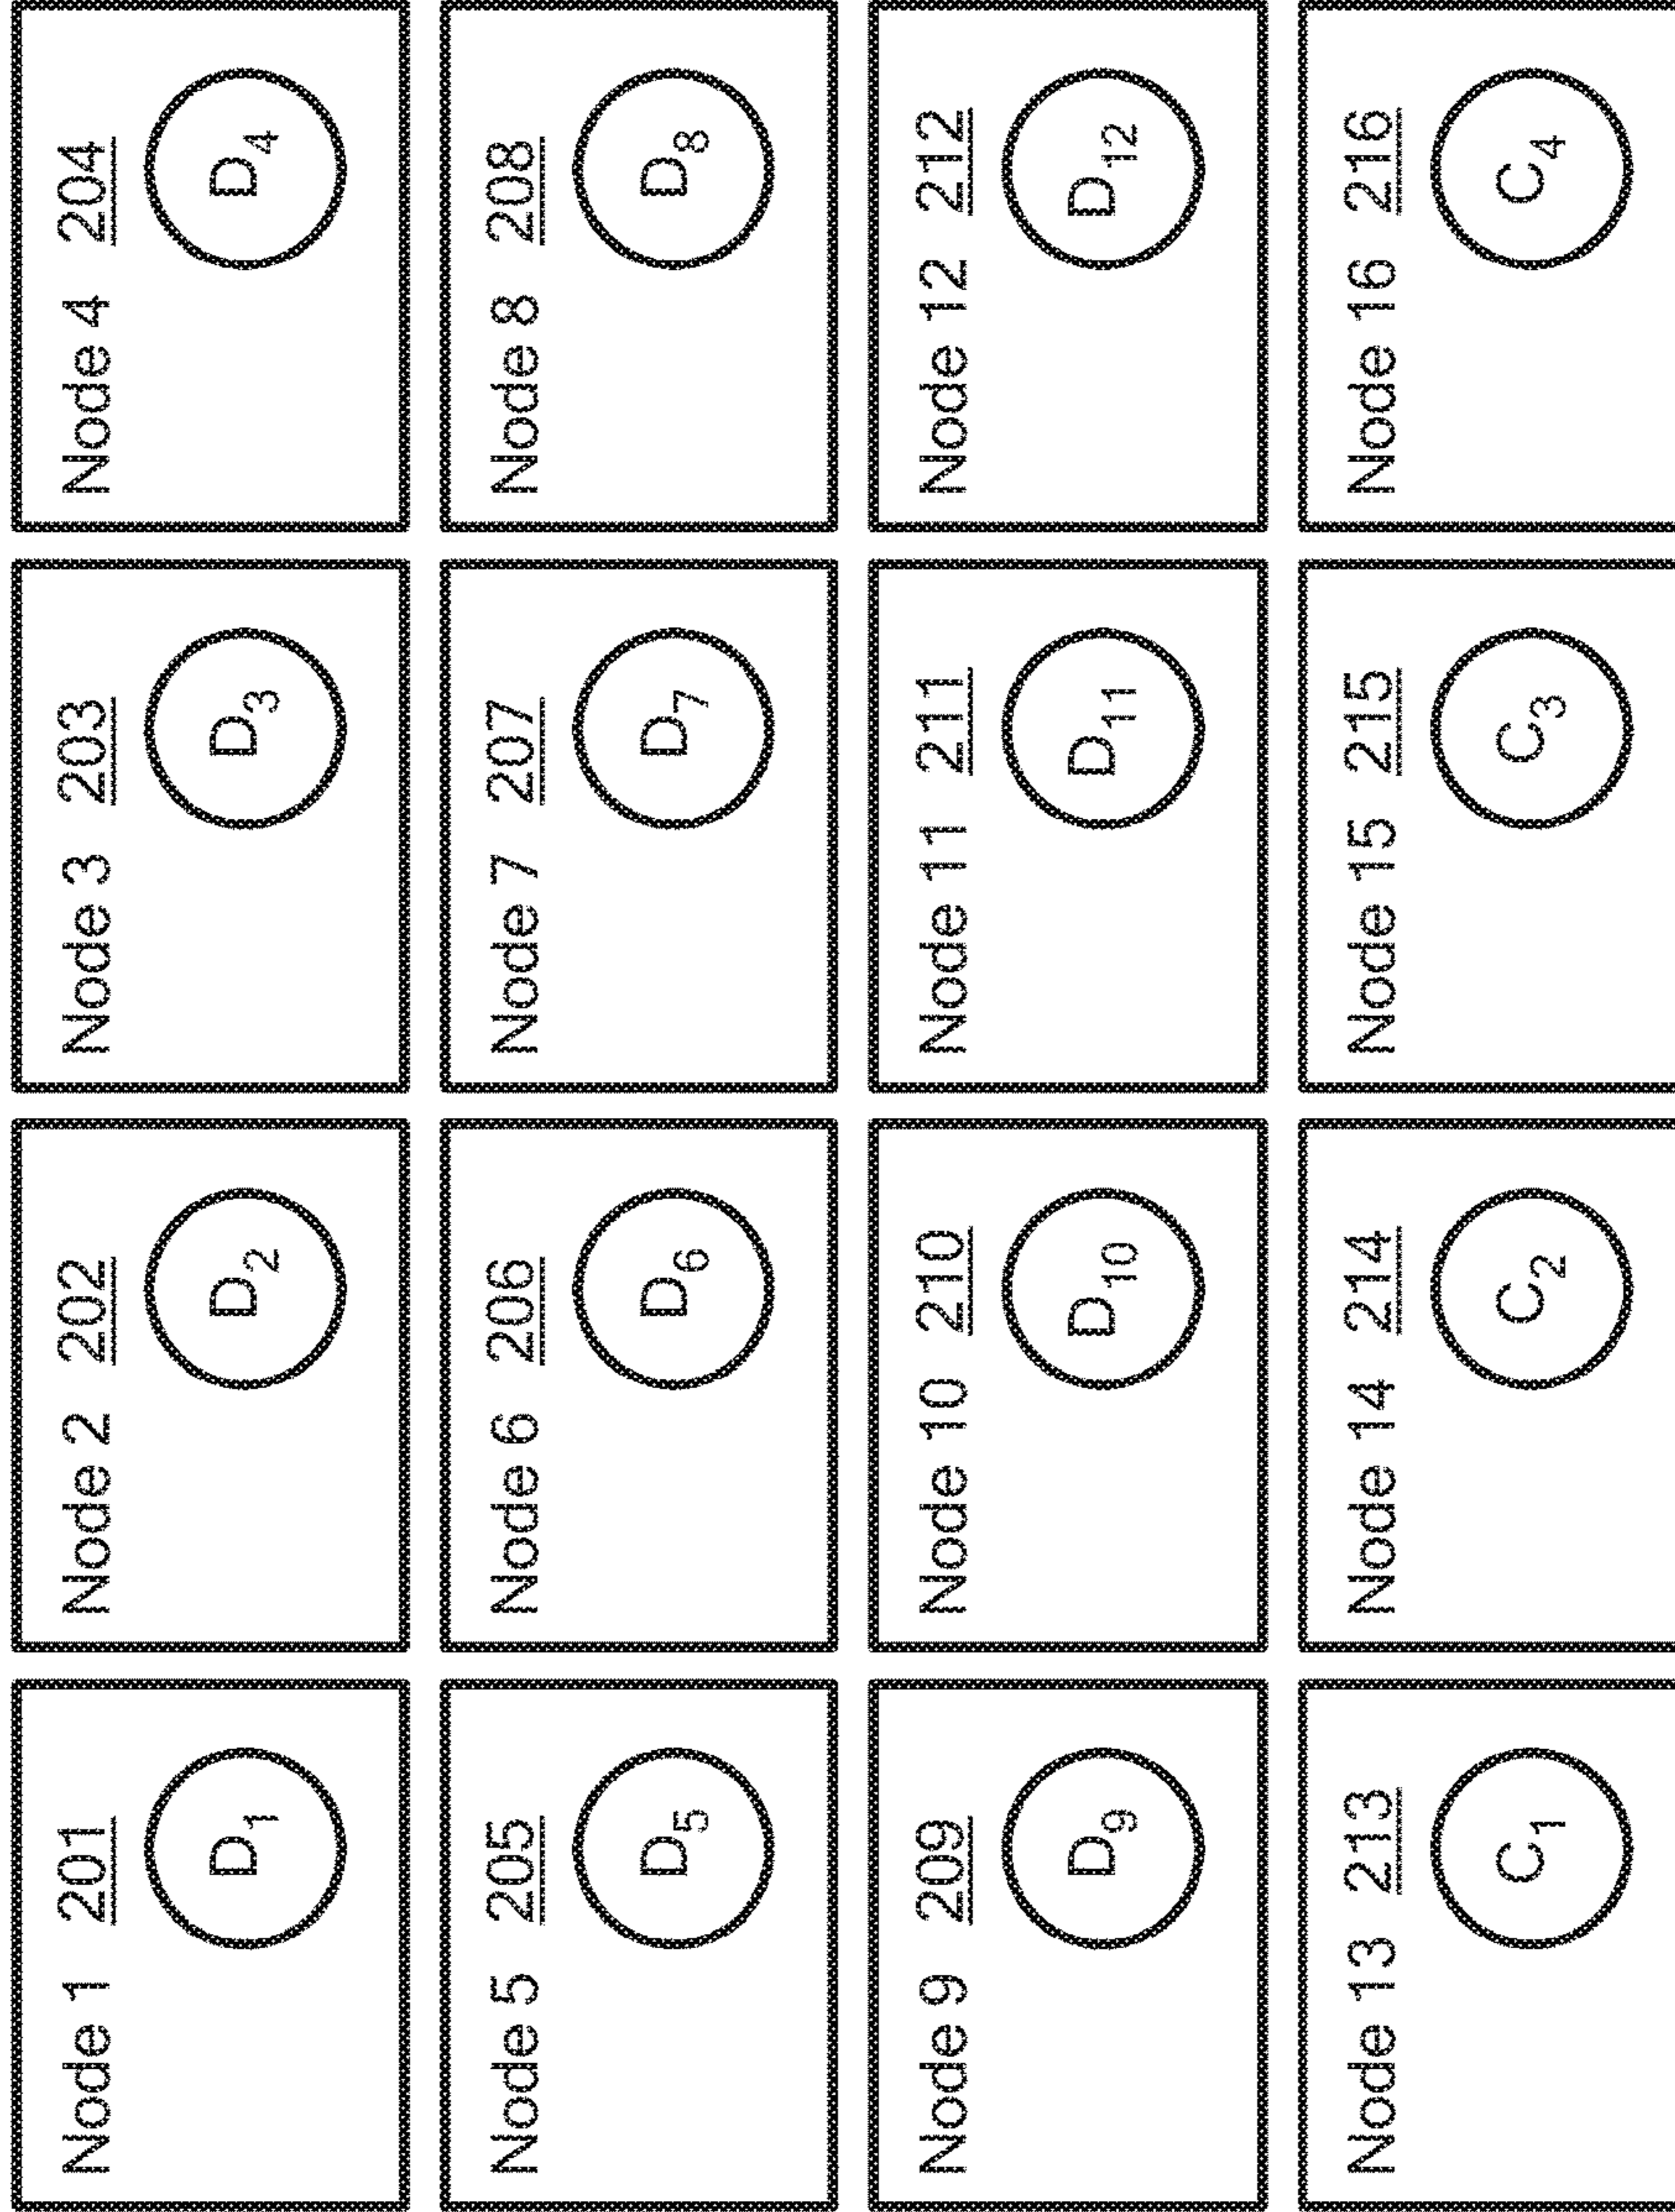 Node 1 201
D1
Node 2 202
D2
Node 3 203
D3
Node 4 204
D4
Node 5 205
D5
Node 6 206
D6
Node 7 207
D7
Node 8 208
D8
Node 9 209
D9
Node 10 210
D10
Node 11 211
D11
Node 12 212
D12
Node 13 213
C1
Node 14 214
C2
Node 15 215
C3
Node 16 216
C4